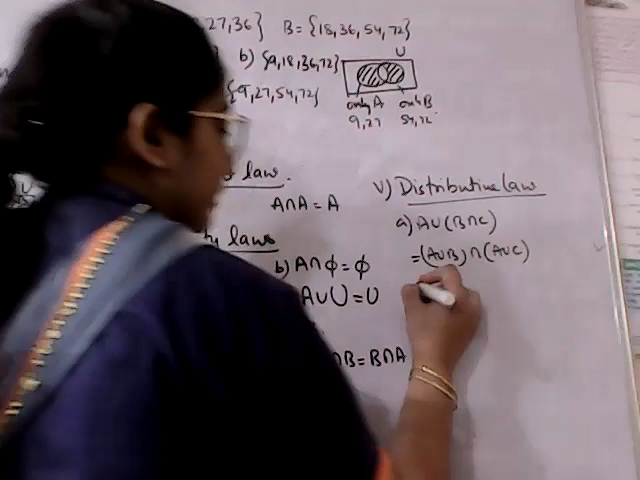 27,36} B = {18,36,54,72}
b) {9,18,36,72}
U
{9,27,54,72}
only A only B
9,27 54,72
law.
A∩A = A
laws
b) A∩ϕ = ϕ
A∪U = U
∩B = B∩A
V) Distributive law
a) A∪(B∩C)
= (A∪B)∩(A∪C)